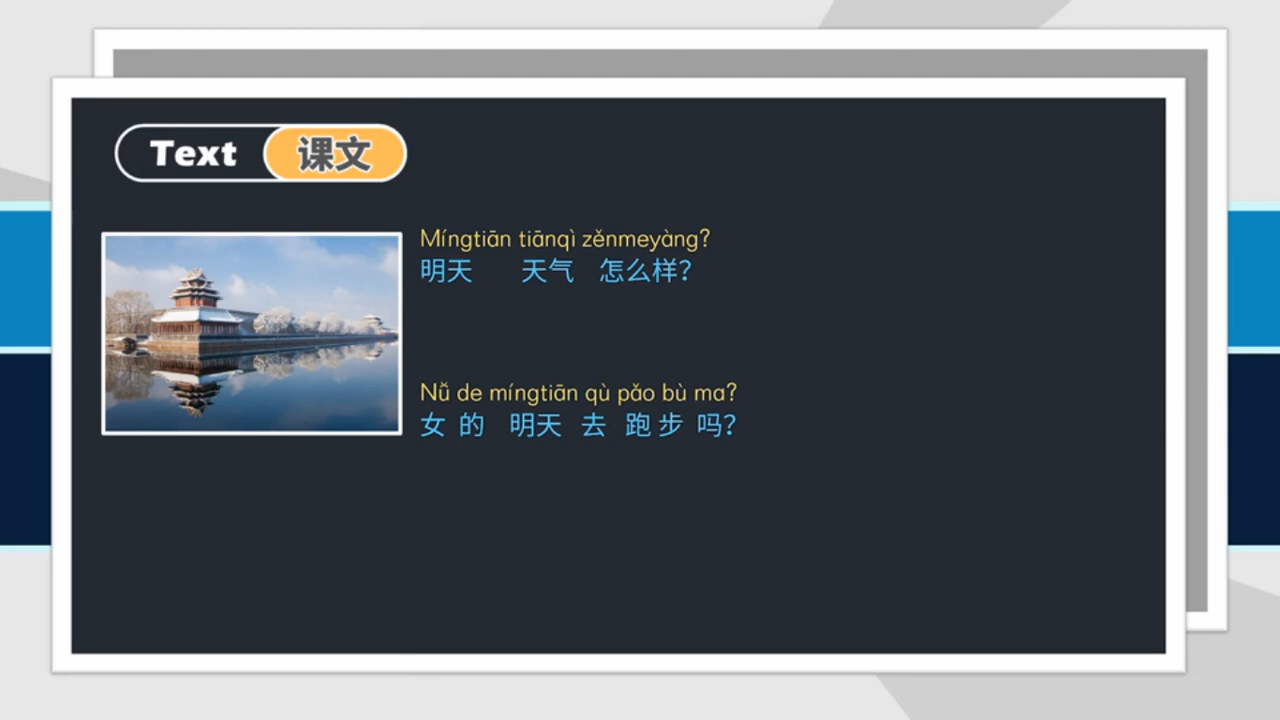 Text 课文
Míngtiān tiānqì zěnmeyàng?
明天 天气 怎么样?
Nǚ de míngtiān qù pǎo bù ma?
女 的 明天 去 跑 步 吗?